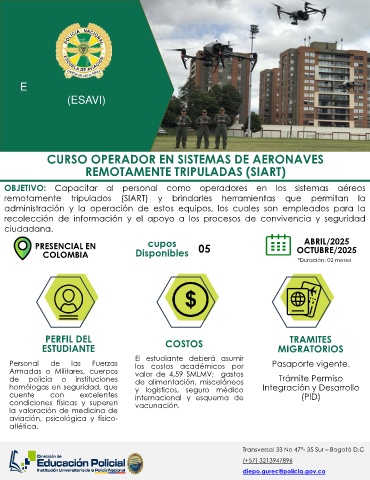 POLICÍA NACIONAL
ESCUELA DE AVIACIÓN
E
(ESAVI)
CURSO OPERADOR EN SISTEMAS DE AERONAVES
REMOTAMENTE TRIPULADAS (SIART)
OBJETIVO: Capacitar al personal como operadores en los sistemas aéreos
remotamente tripulados (SIART) y brindarles herramientas que permitan la
administración y la operación de estos equipos, los cuales son empleados para la
recolección de información y el apoyo a los procesos de convivencia y seguridad
ciudadana.
PRESENCIAL EN
COLOMBIA
cupos
Disponibles 05
ABRIL/2025
OCTUBRE/2025
*Duración: 02 meses
PERFIL DEL
ESTUDIANTE
Personal de las Fuerzas
Armadas o Militares, cuerpos
de policía o instituciones
homólogas en seguridad, que
cuente con excelentes
condiciones físicas y superen
la valoración de medicina de
aviación, psicológica y físico-
atlética.
$
COSTOS
El estudiante deberá asumir
los costos académicos por
valor de 4,59 SMLMV; gastos
de alimentación, misceláneos
y logísticos, seguro médico
internacional y esquema de
vacunación.
TRAMITES
MIGRATORIOS
Pasaporte vigente.
Trámite Permiso
Integración y Desarrollo
(PID)
Dirección de
Educación Policial
Institución Universitaria de la Policía Nacional
Transversal 33 No 47ª- 35 Sur – Bogotá D.C
(+57) 3213947896
diepo.gurec@policia.gov.co